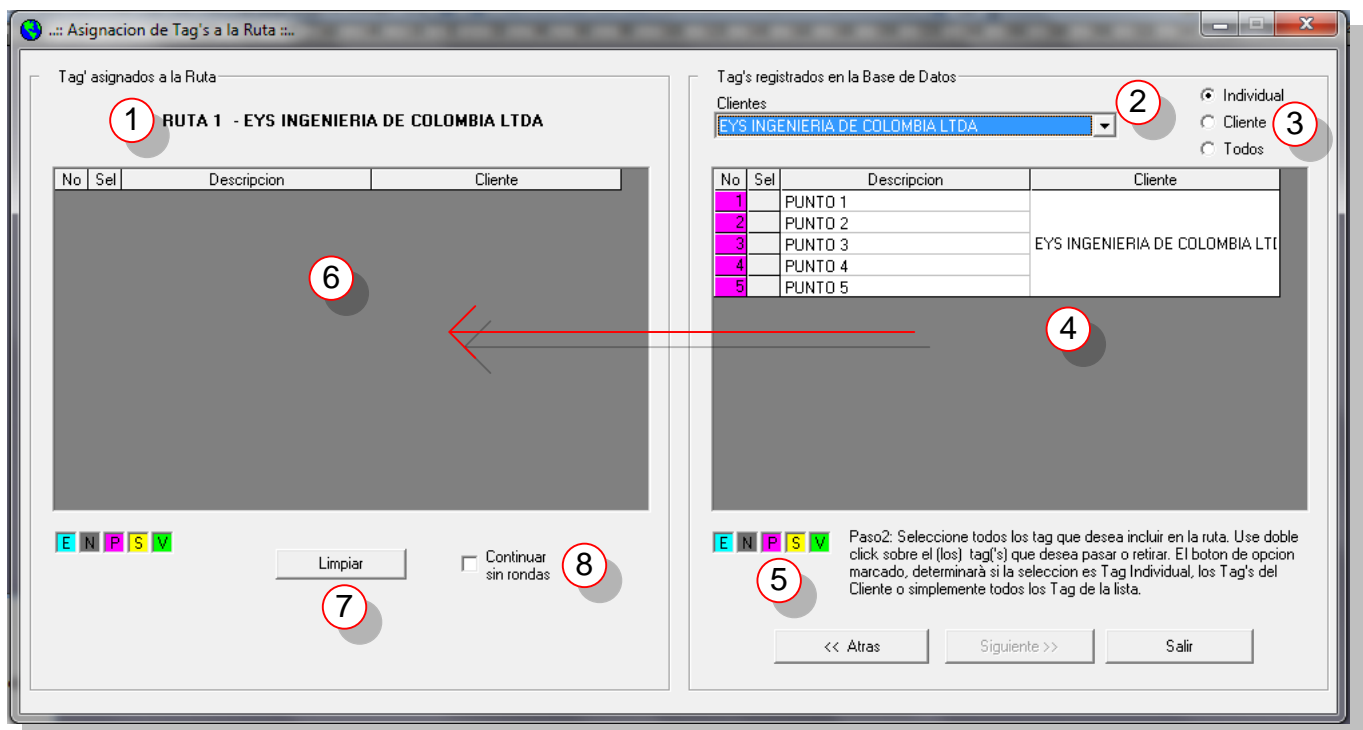 ..:: Asignacion de Tag's a la Ruta ::..
Tag' asignados a la Ruta
1
RUTA 1 - EYS INGENIERIA DE COLOMBIA LTDA
No Sel Descripcion Cliente
6
E N P S V
Limpiar
Continuar
sin rondas
7
8
Tag's registrados en la Base de Datos
Clientes
EYS INGENIERIA DE COLOMBIA LTDA
2
Individual
Cliente
Todos
3
No Sel Descripcion Cliente
1 PUNTO 1
2 PUNTO 2
3 PUNTO 3 EYS INGENIERIA DE COLOMBIA LT
4 PUNTO 4
5 PUNTO 5
4
E N P S V
5
Paso2: Seleccione todos los tag que desea incluir en la ruta. Use doble
click sobre el (los) tag('s) que desea pasar o retirar. El boton de opcion
marcado, determinarà si la seleccion es Tag Individual, los Tag's del
Cliente o simplemente todos los Tag de la lista.
<< Atras Siguiente >> Salir